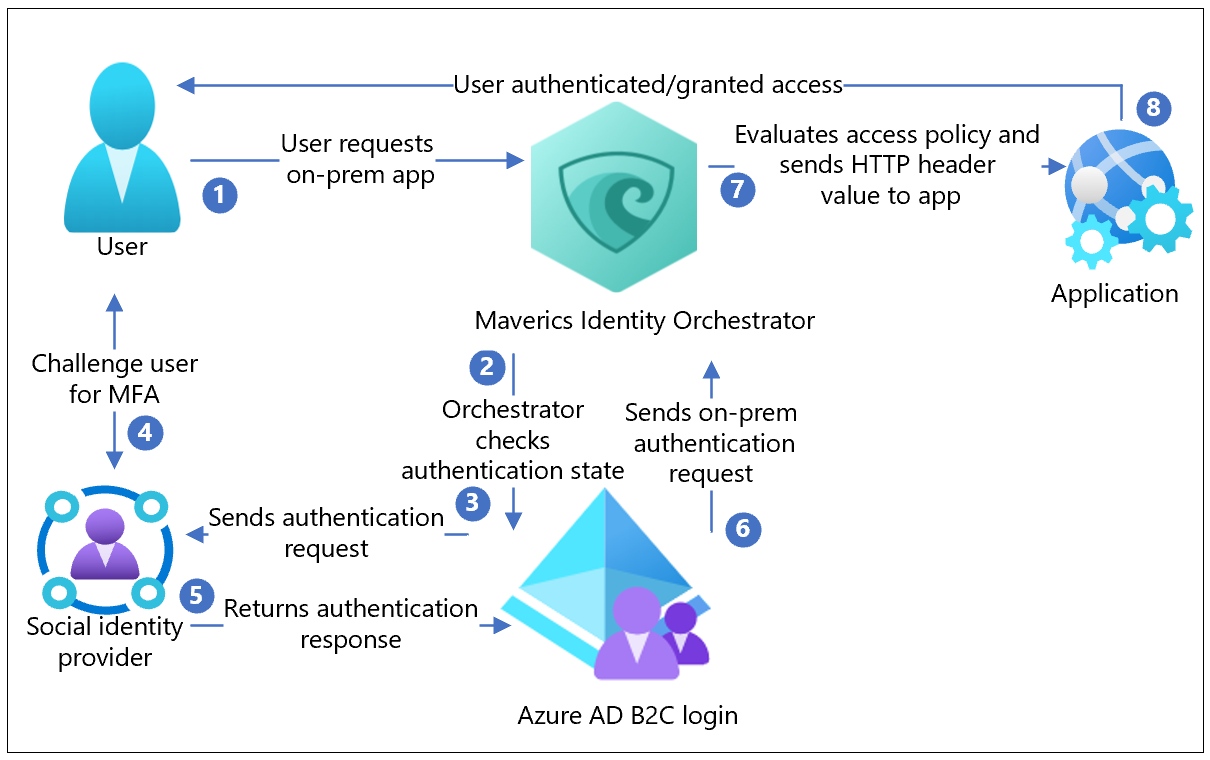 User authenticated/granted access
8
User requests
on-prem app
1
User
Evaluates access policy and
sends HTTP header
value to app
7
Application
Maverics Identity Orchestrator
Challenge user
for MFA
4
2
Orchestrator
checks
authentication state
Sends on-prem
authentication
request
6
3
Sends authentication
request
5
Returns authentication
response
Social identity
provider
Azure AD B2C login